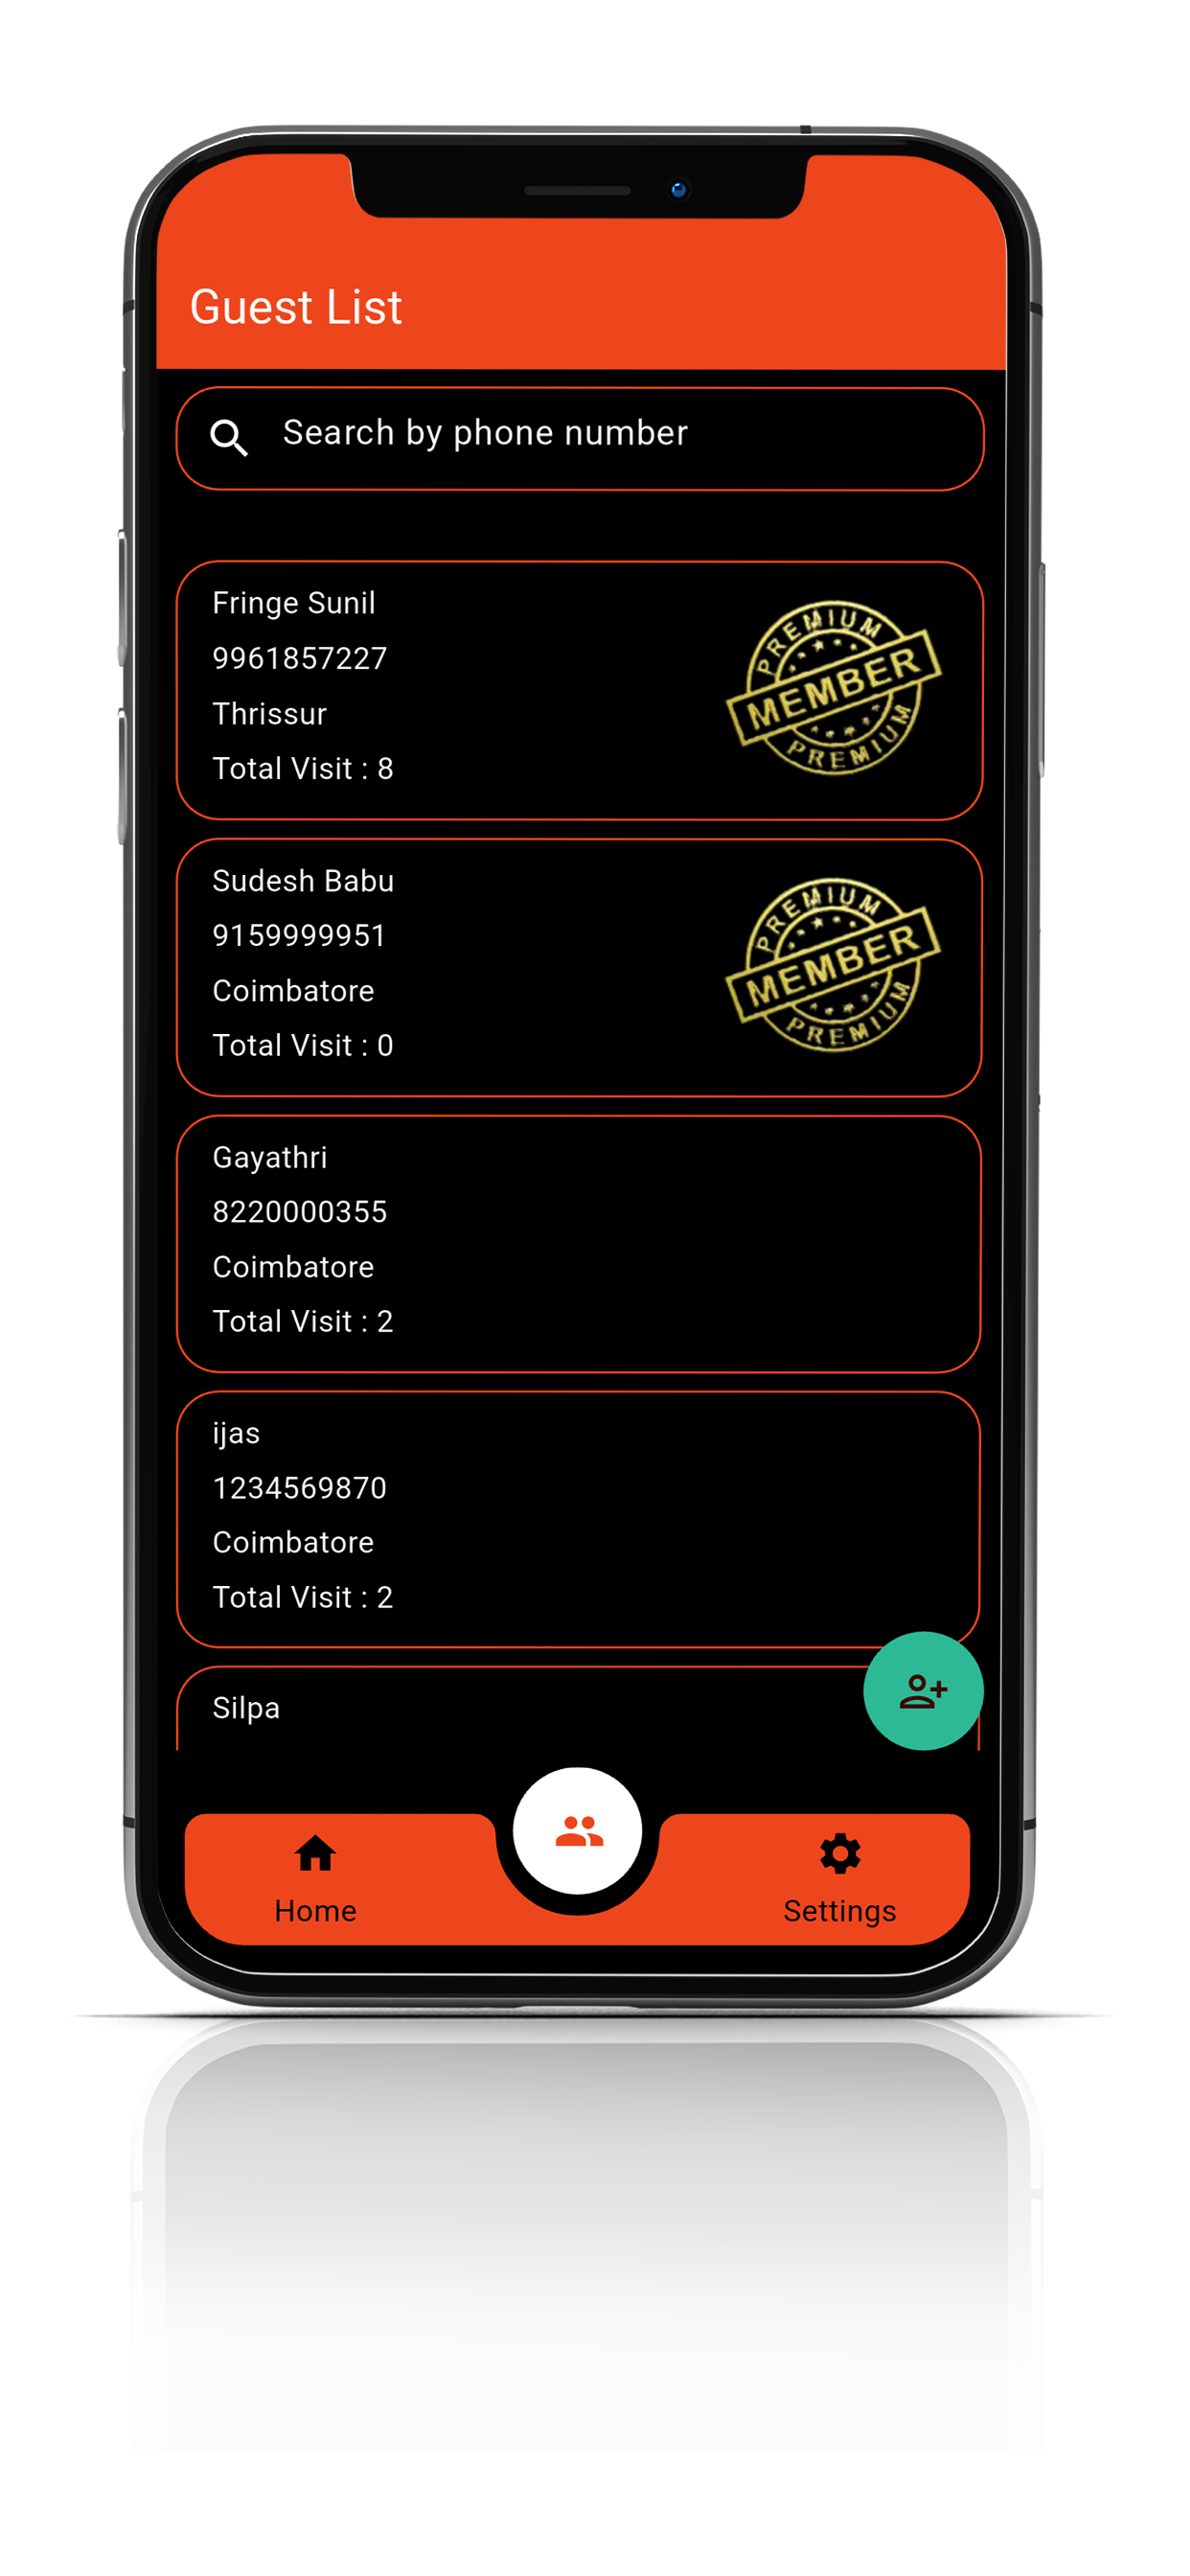 Guest List
Search by phone number
Fringe Sunil
9961857227
Thrissur
Total Visit : 8
PREMIUM
MEMBER
PREMIUM
Sudesh Babu
9159999951
Coimbatore
Total Visit : 0
PREMIUM
MEMBER
PREMIUM
Gayathri
8220000355
Coimbatore
Total Visit : 2
ijas
1234569870
Coimbatore
Total Visit : 2
Silpa
Home
Settings